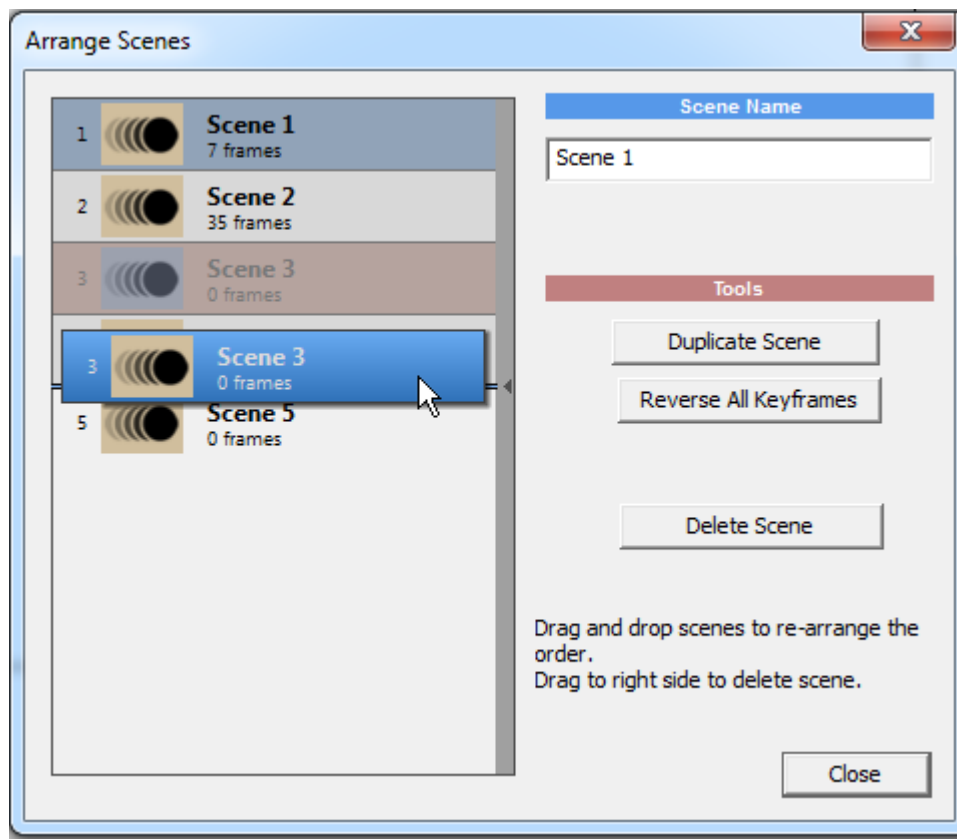 Arrange Scenes
1 Scene 1
7 frames
2 Scene 2
35 frames
3 Scene 3
0 frames
3 Scene 3
0 frames
5 Scene 5
0 frames
Scene Name
Scene 1
Tools
Duplicate Scene
Reverse All Keyframes
Delete Scene
Drag and drop scenes to re-arrange the
order.
Drag to right side to delete scene.
Close